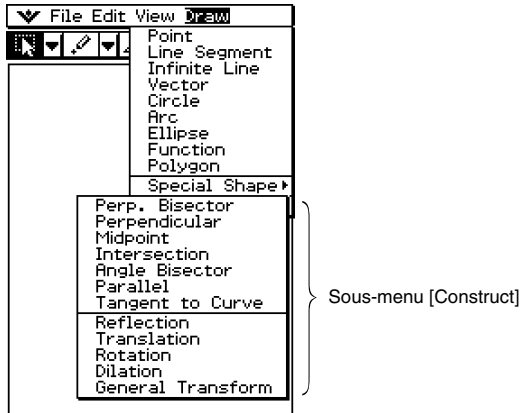 File Edit View Draw
Point
Line Segment
Infinite Line
Vector
Circle
Arc
Ellipse
Function
Polygon
Special Shape
Perp. Bisector
Perpendicular
Midpoint
Intersection
Angle Bisector
Parallel
Tangent to Curve
Reflection
Translation
Rotation
Dilation
General Transform
Sous-menu [Construct]